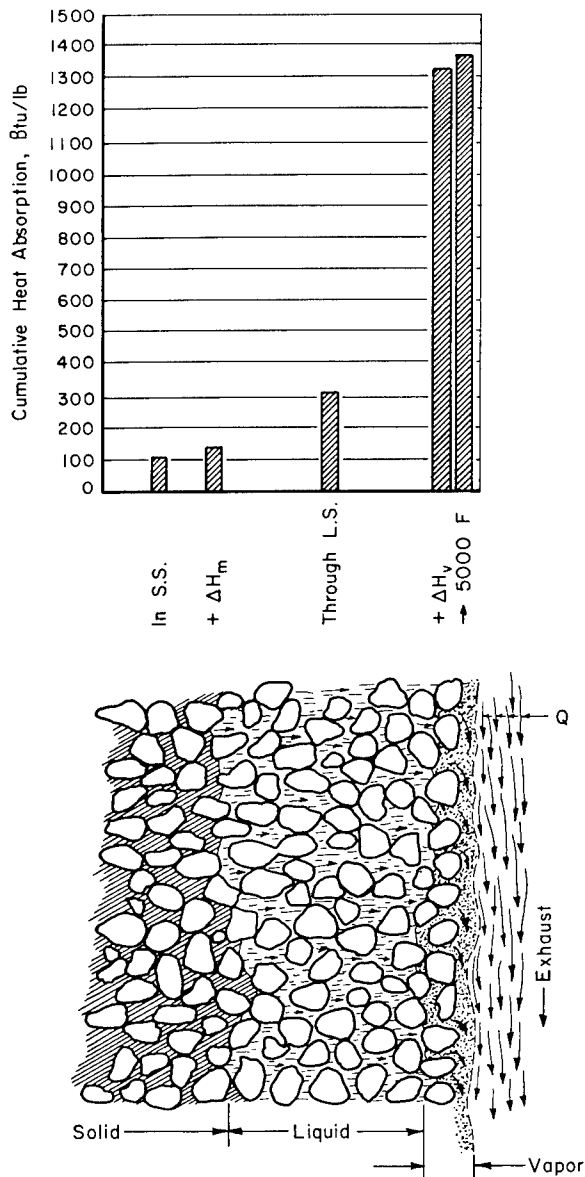 Cumulative Heat Absorption, Btu/lb
1500
1400
1300
1200
1100
1000
900
800
700
600
500
400
300
200
100
0
In S.S.
+ ΔHm
Through L.S.
+ ΔHv
→ 5000 F
Q
Exhaust
Solid
Liquid
Vapor